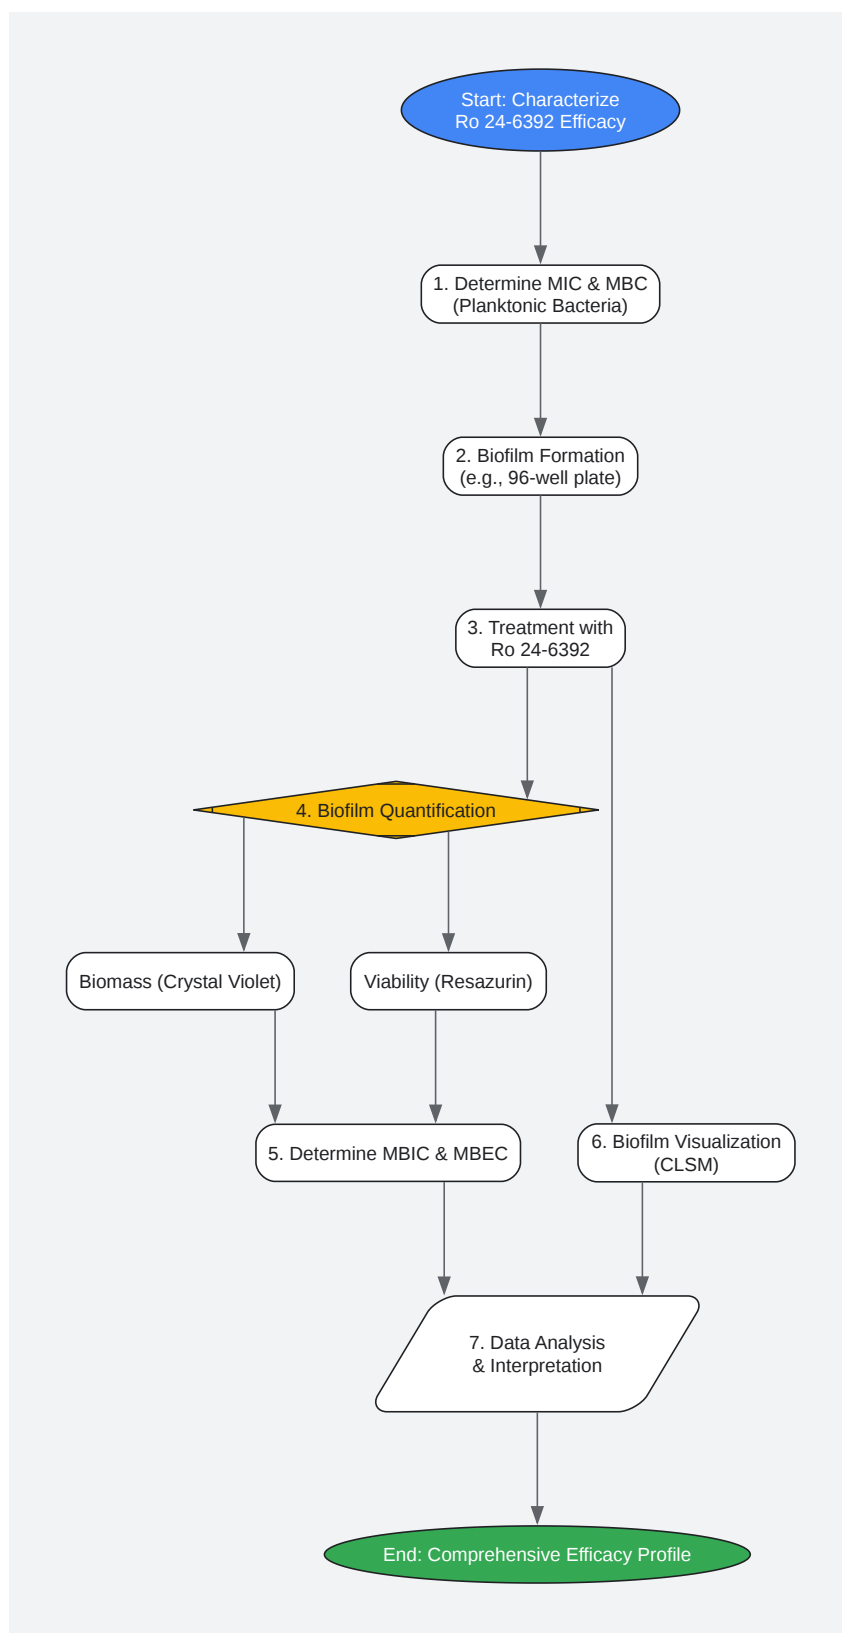 Start: Characterize
Ro 24-6392 Efficacy
1. Determine MIC & MBC
(Planktonic Bacteria)
2. Biofilm Formation
(e.g., 96-well plate)
3. Treatment with
Ro 24-6392
4. Biofilm Quantification
Biomass (Crystal Violet)
Viability (Resazurin)
5. Determine MBIC & MBEC
6. Biofilm Visualization
(CLSM)
7. Data Analysis
& Interpretation
End: Comprehensive Efficacy Profile